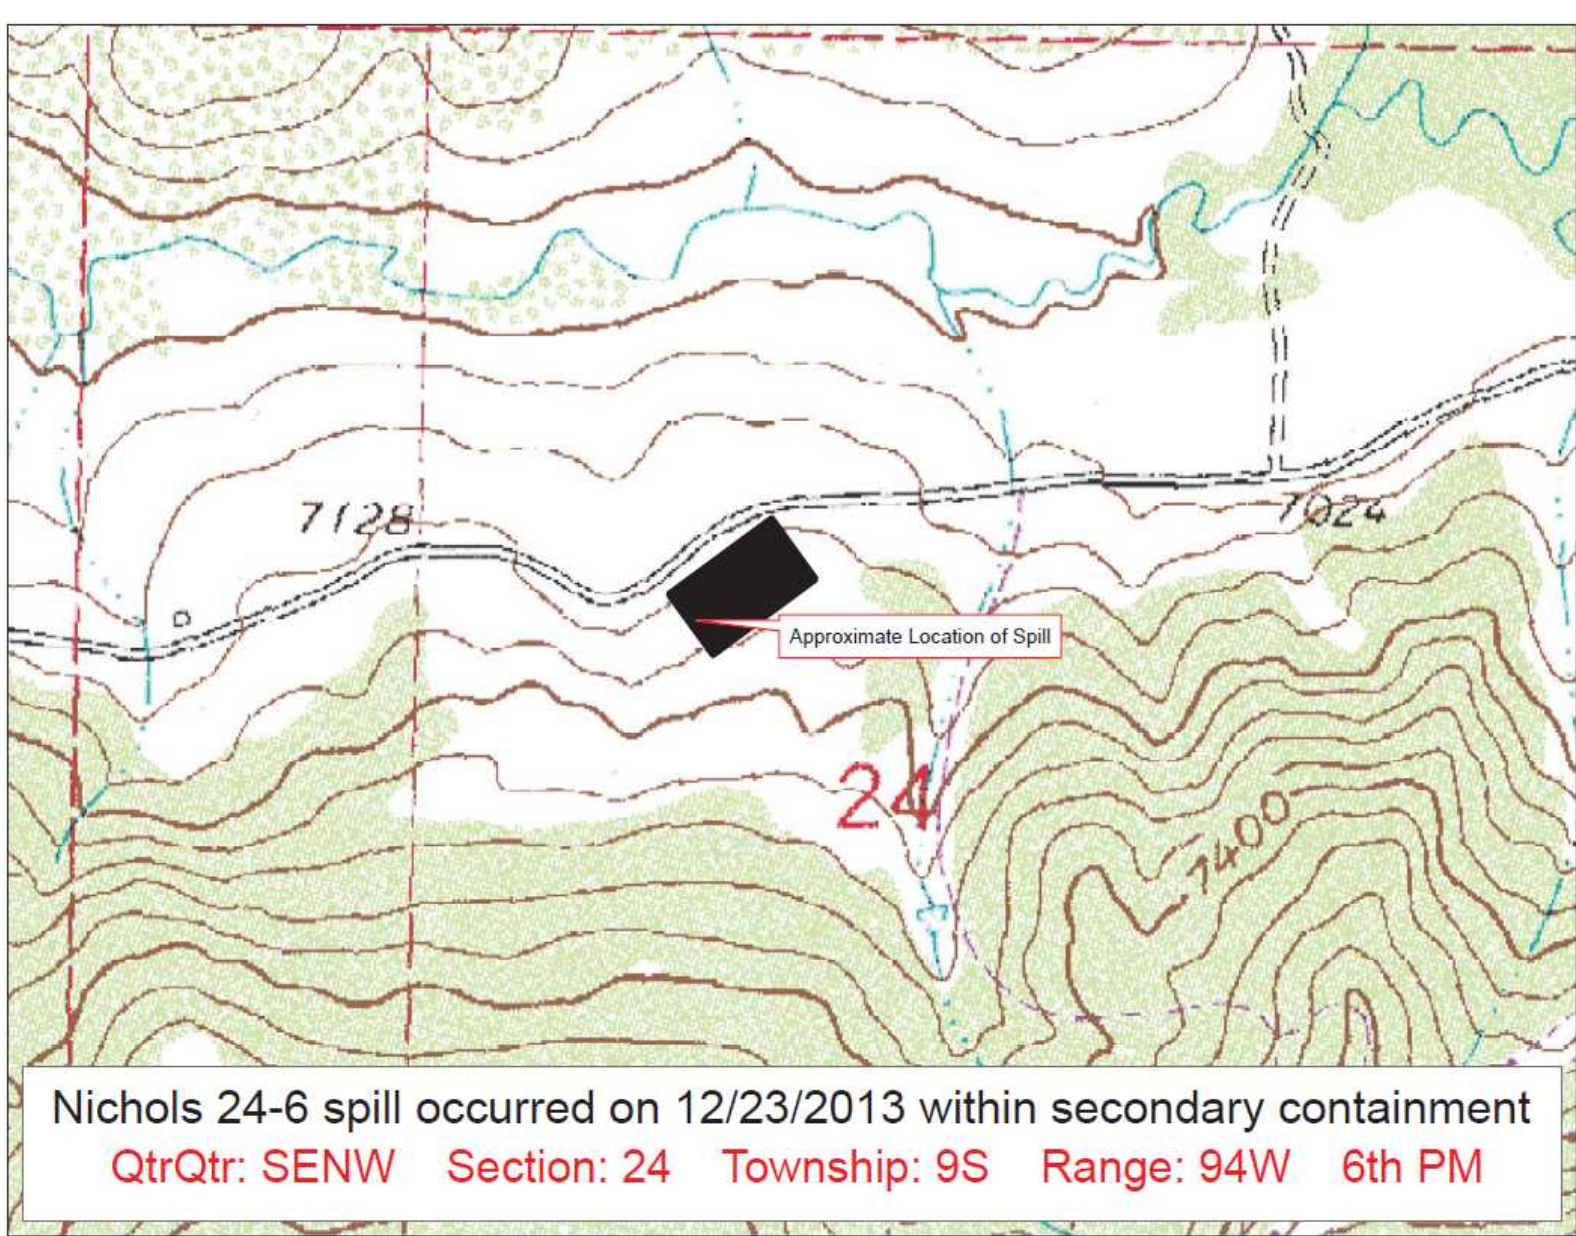 7128
7024
Approximate Location of Spill
24
7400
Nichols 24-6 spill occurred on 12/23/2013 within secondary containment
QtrQtr: SENW Section: 24 Township: 9S Range: 94W 6th PM